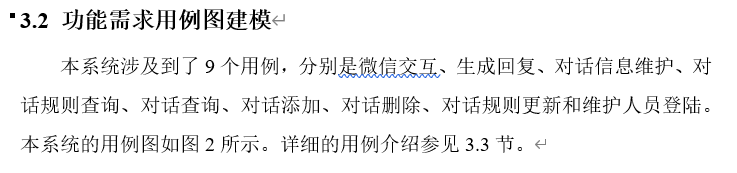 3.2 功能需求用例图建模
本系统涉及到了 9 个用例，分别是微信交互、生成回复、对话信息维护、对
话规则查询、对话查询、对话添加、对话删除、对话规则更新和维护人员登陆。
本系统的用例图如图 2 所示。详细的用例介绍参见 3.3 节。